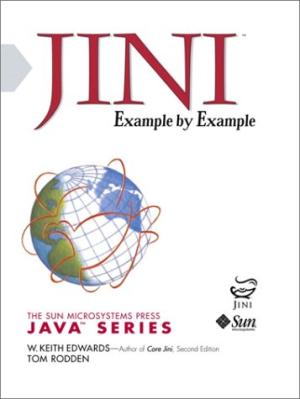 JINI™
Example by Example
THE SUN MICROSYSTEMS PRESS
JAVA™ SERIES
JINI
Sun
W. KEITH EDWARDS—Author of Core Jini, Second Edition
TOM RODDEN